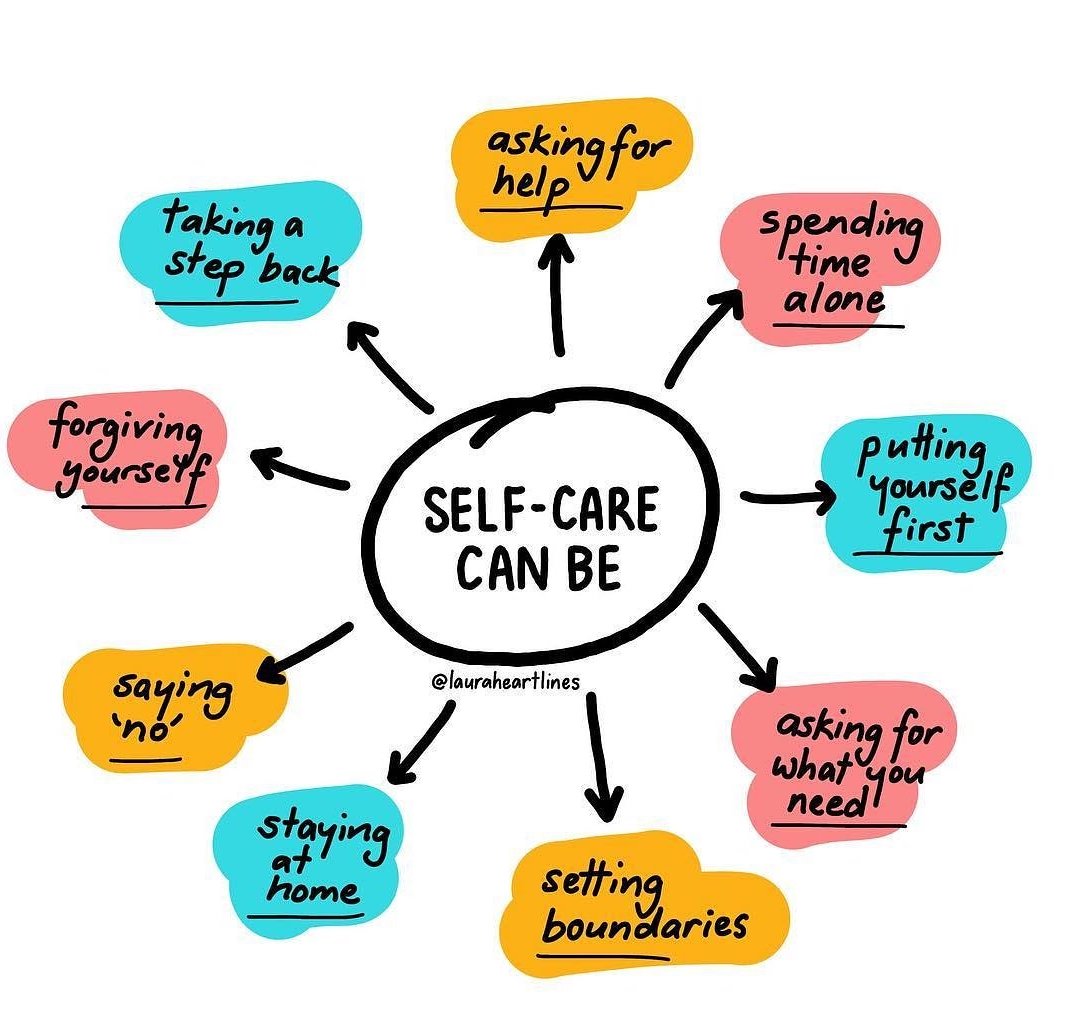 asking for
help
spending
time
alone
putting
yourself
first
asking for
what you
need
setting
boundaries
staying
at
home
saying
'no'
forgiving
yourself
taking a
step back
SELF-CARE
CAN BE
@lauraheartlines